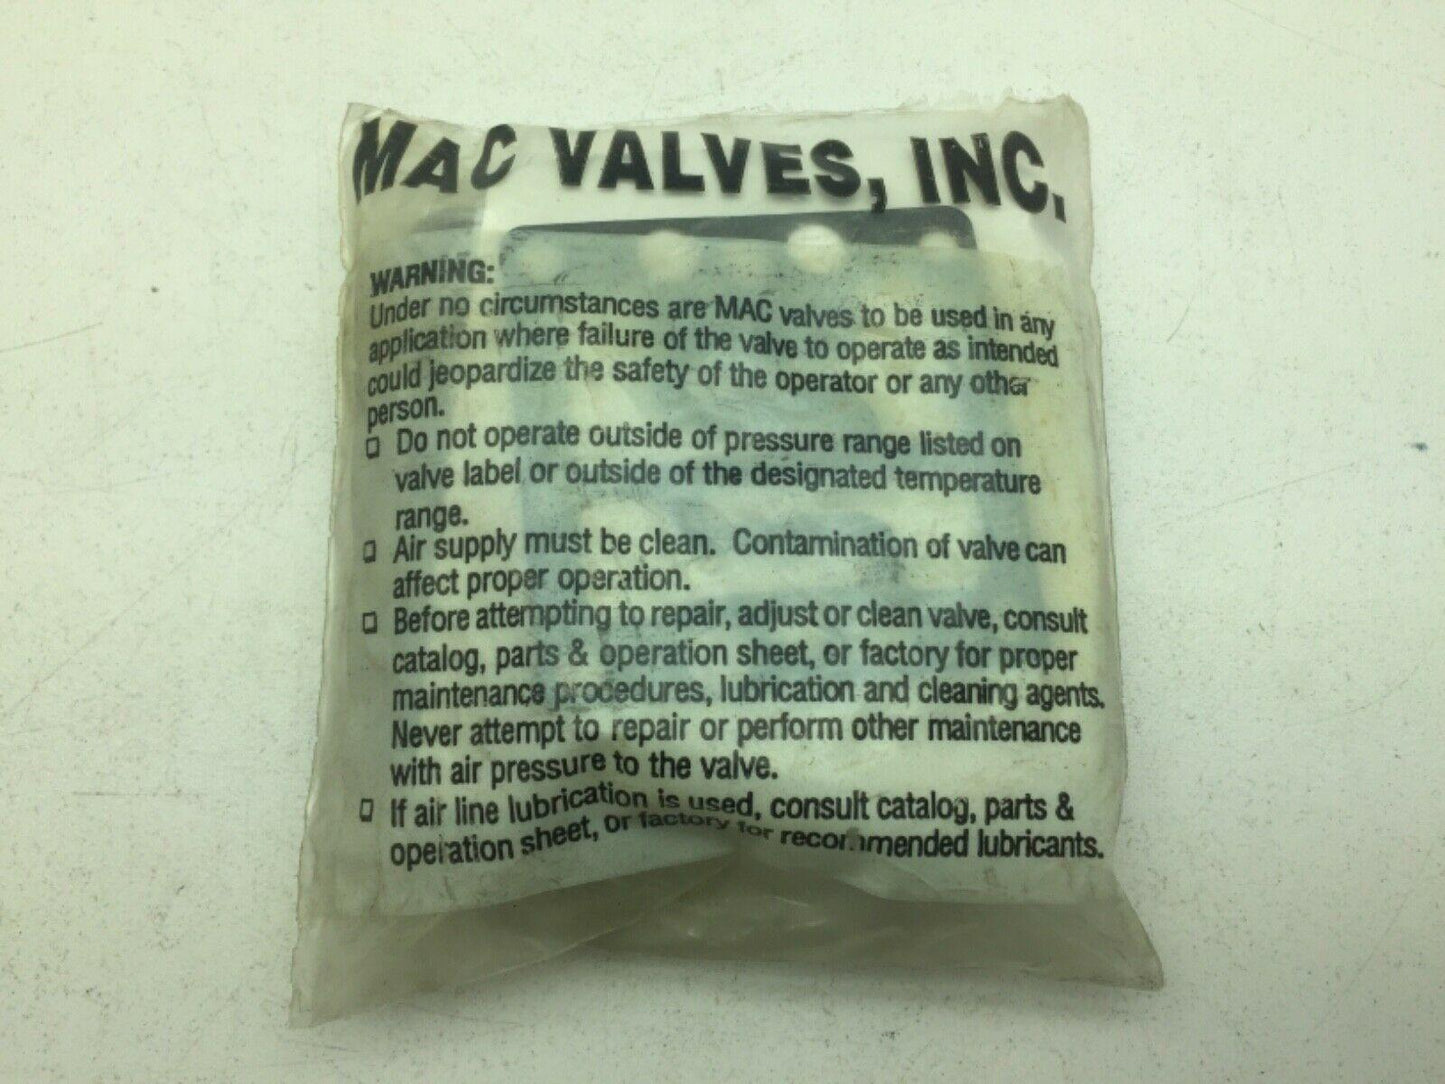 MAC VALVES, INC.
WARNING:
Under no circumstances are MAC valves to be used in any
application where failure of the valve to operate as intended
could jeopardize the safety of the operator or any other
person.
❏ Do not operate outside of pressure range listed on
valve label or outside of the designated temperature
range.
❏ Air supply must be clean. Contamination of valve can
affect proper operation.
❏ Before attempting to repair, adjust or clean valve, consult
catalog, parts & operation sheet, or factory for proper
maintenance procedures, lubrication and cleaning agents.
Never attempt to repair or perform other maintenance
with air pressure to the valve.
❏ If air line lubrication is used, consult catalog, parts &
operation sheet, or factory for recommended lubricants.